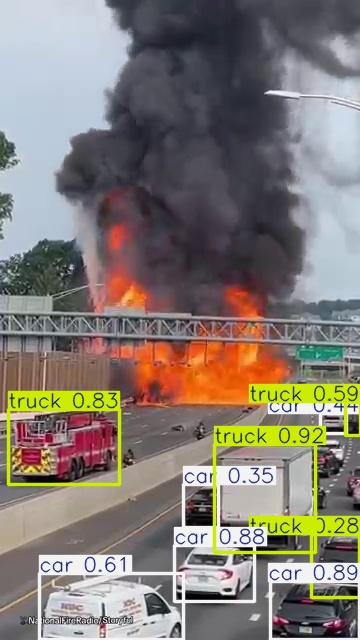 truck 0.83
truck 0.59
car 0.44
truck 0.92
car 0.35
truck 0.28
car 0.88
car 0.61
car 0.89
©NationalFireRadio/Storyful